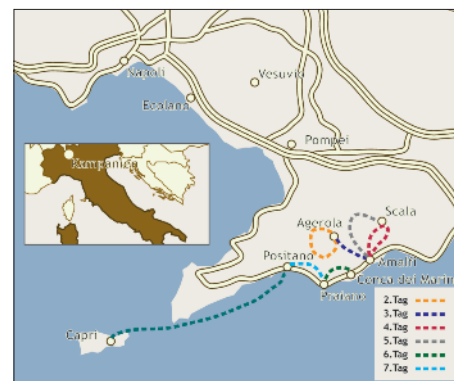 Napoli
Vesuvio
Pompei
Kampanien
Scala
Agerola
Amalfi
Positano
Conca dei Marini
Praiano
Capri
2.Tag
3.Tag
4.Tag
5.Tag
6.Tag
7.Tag